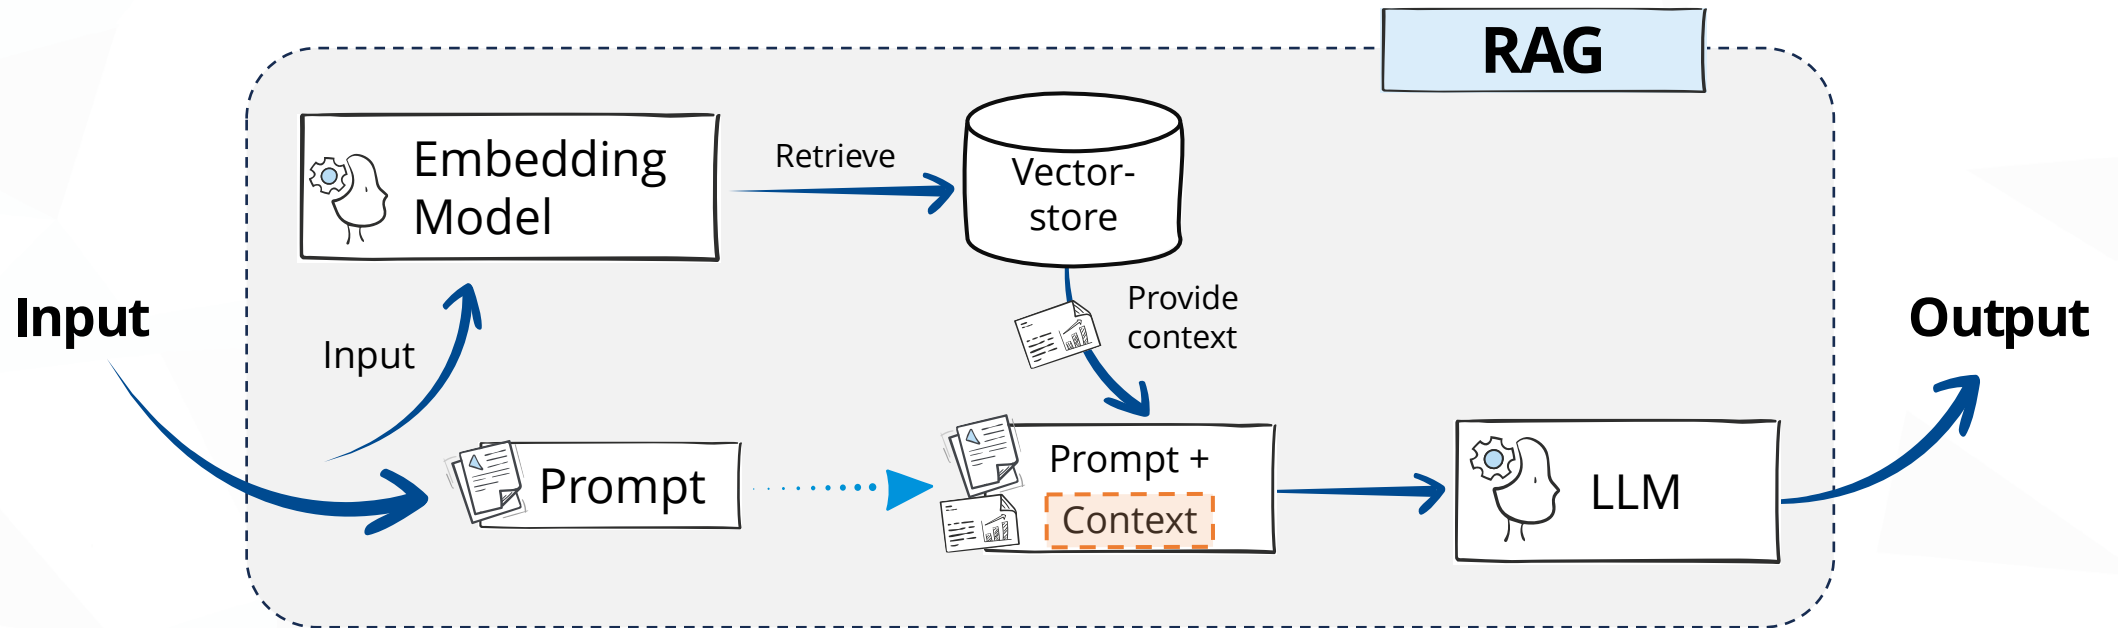 RAG
Embedding
Model
Retrieve
Vector-
store
Input
Input
Provide
context
Output
Prompt
Prompt +
Context
LLM